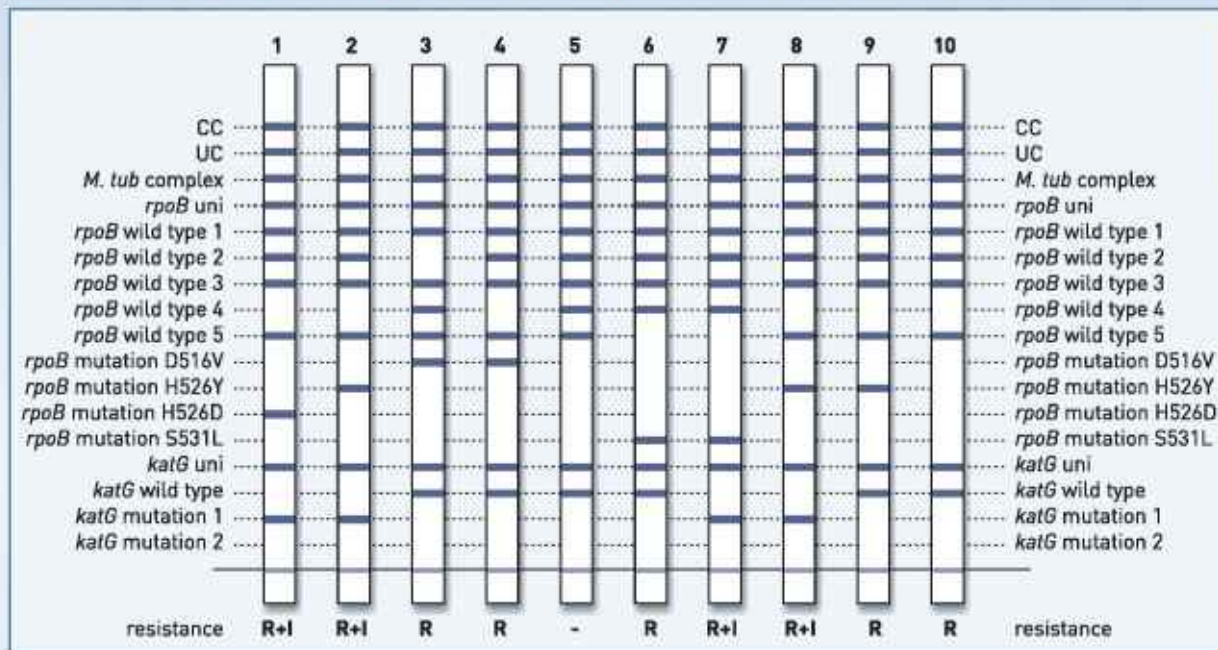 1 2 3 4 5 6 7 8 9 10
CC CC
UC UC
M. tub complex M. tub complex
rpoB uni rpoB uni
rpoB wild type 1 rpoB wild type 1
rpoB wild type 2 rpoB wild type 2
rpoB wild type 3 rpoB wild type 3
rpoB wild type 4 rpoB wild type 4
rpoB wild type 5 rpoB wild type 5
rpoB mutation D516V rpoB mutation D516V
rpoB mutation H526Y rpoB mutation H526Y
rpoB mutation H526D rpoB mutation H526D
rpoB mutation S531L rpoB mutation S531L
katG uni katG uni
katG wild type katG wild type
katG mutation 1 katG mutation 1
katG mutation 2 katG mutation 2
resistance R+I R+I R R - R R+I R+I R R resistance